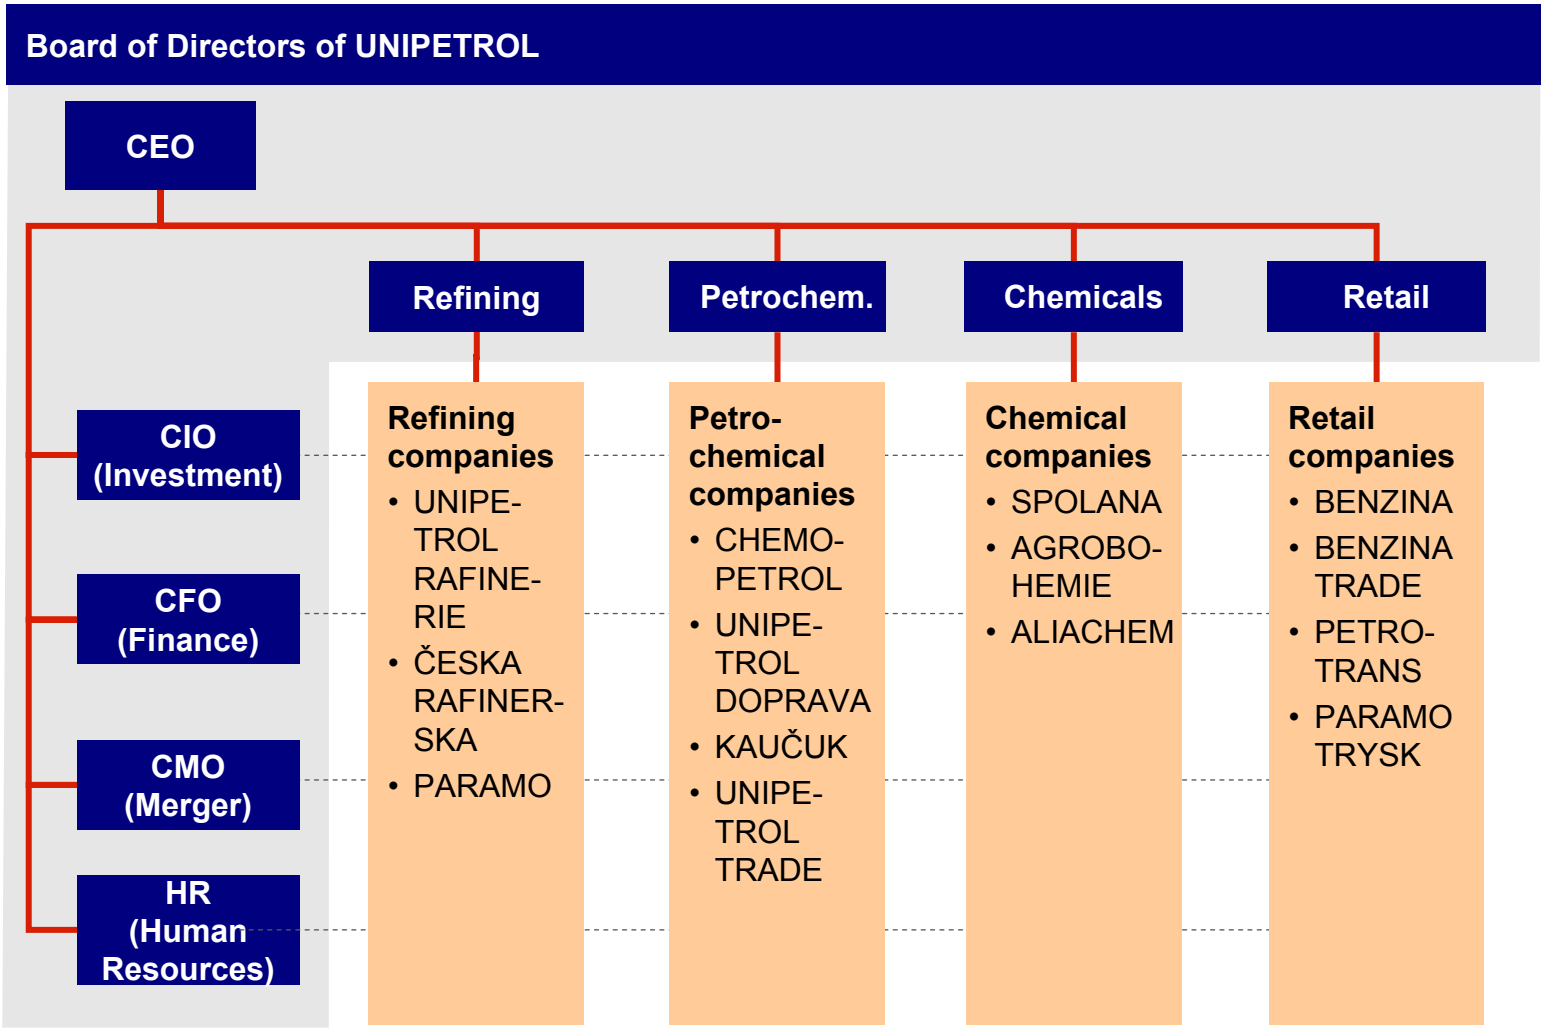 Board of Directors of UNIPETROL
CEO
Refining
Petrochem.
Chemicals
Retail
CIO
(Investment)
CFO
(Finance)
CMO
(Merger)
HR
(Human
Resources)
Refining
companies
• UNIPE-
TROL
RAFINE-
RIE
• ČESKA
RAFINER-
SKA
• PARAMO
Petro-
chemical
companies
• CHEMO-
PETROL
• UNIPE-
TROL
DOPRAVA
• KAUČUK
• UNIPE-
TROL
TRADE
Chemical
companies
• SPOLANA
• AGROBO-
HEMIE
• ALIACHEM
Retail
companies
• BENZINA
• BENZINA
TRADE
• PETRO-
TRANS
• PARAMO
TRYSK